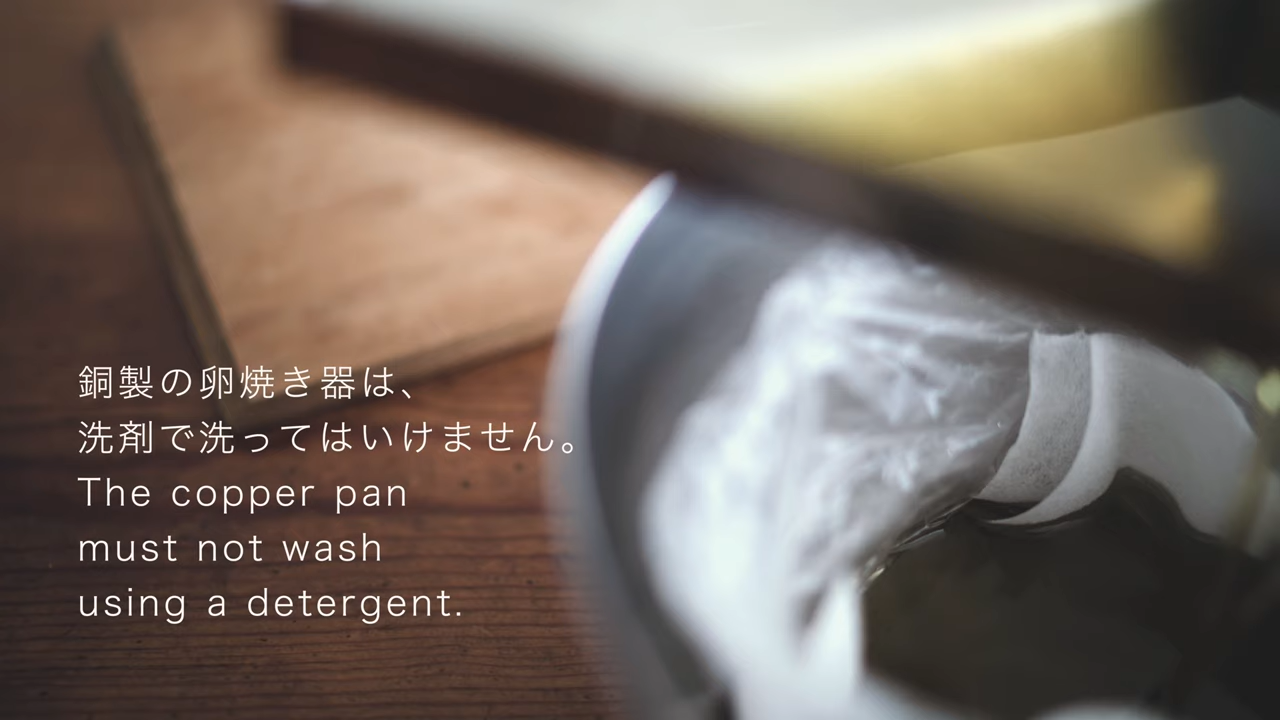 銅製の卵焼き器は、
洗剤で洗ってはいけません。
The copper pan
must not wash
using a detergent.